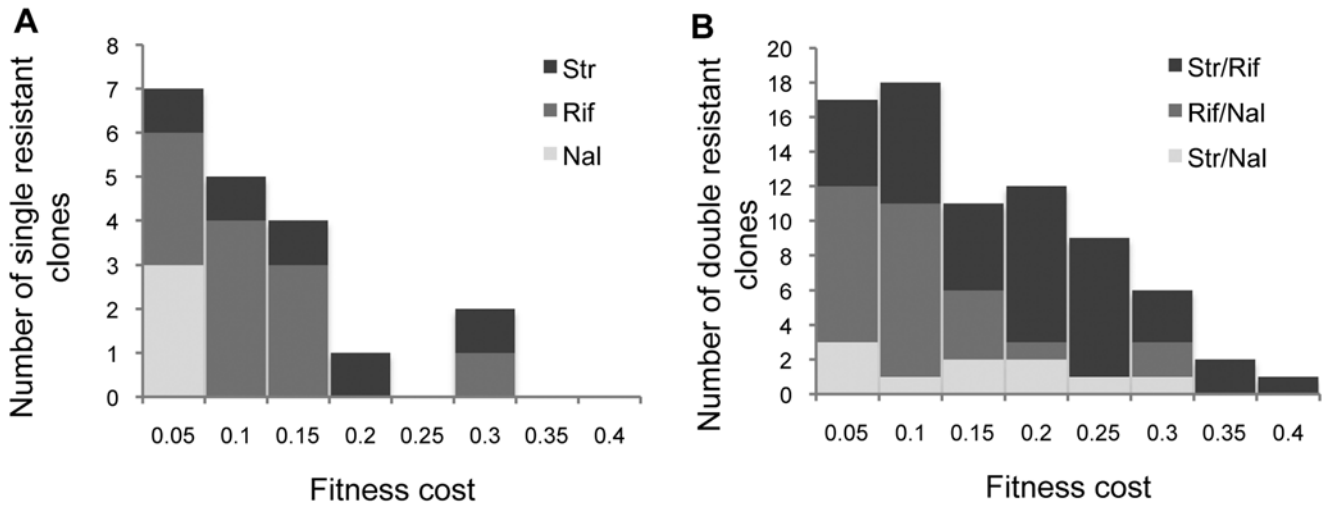 A
Number of single resistant
clones
8
7
6
5
4
3
2
1
0
Str
Rif
Nal
0.05 0.1 0.15 0.2 0.25 0.3 0.35 0.4
Fitness cost
B
Number of double resistant
clones
20
18
16
14
12
10
8
6
4
2
0
Str/Rif
Rif/Nal
Str/Nal
0.05 0.1 0.15 0.2 0.25 0.3 0.35 0.4
Fitness cost